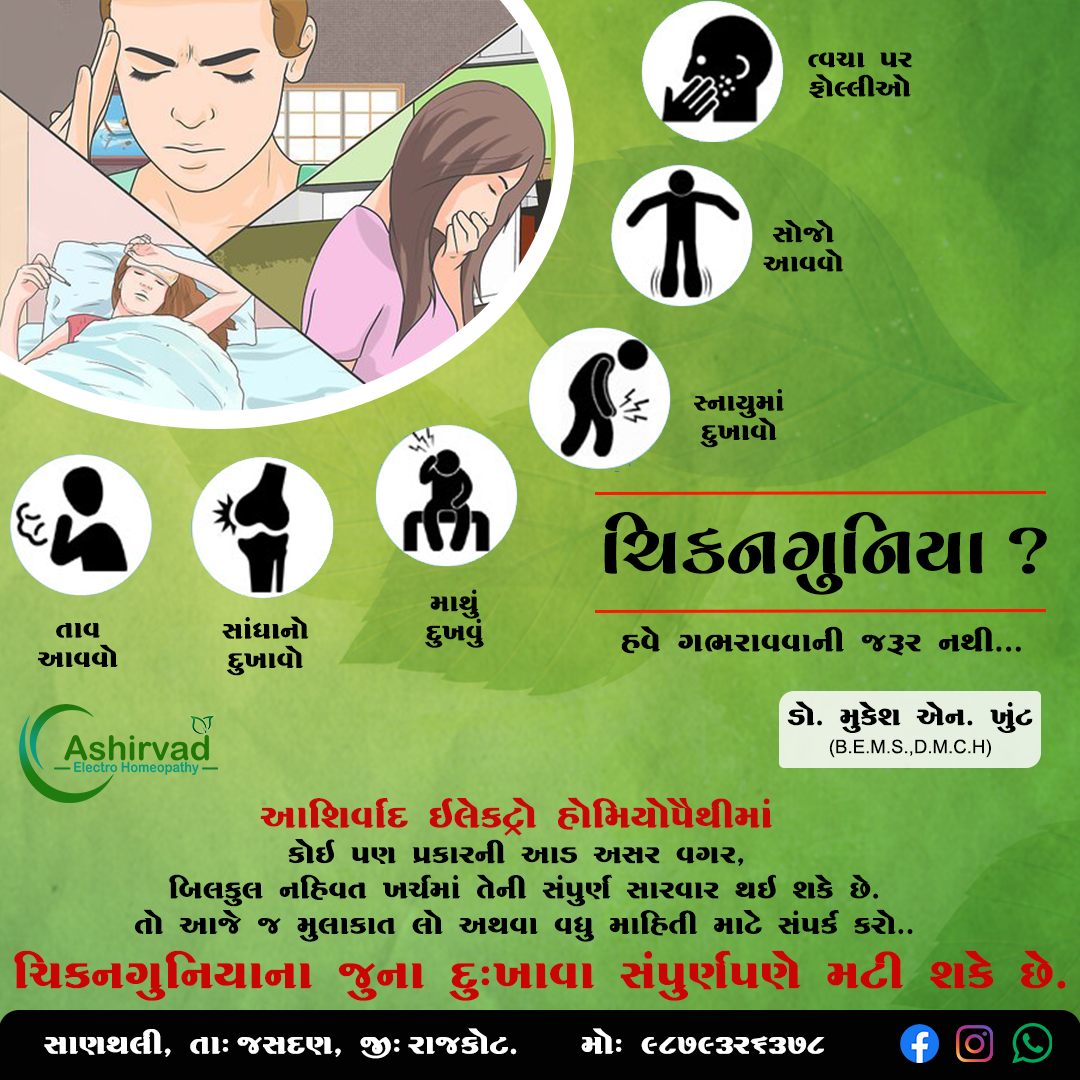 ત્વચા પર
ફોલ્લીઓ
સોજો
આવવો
સ્નાયુમાં
દુખાવો
માથું
દુખવું
તાવ
આવવો
સાંધાનો
દુખાવો
ચિકનગુનિયા ?
હવે ગભરાવવાની જરૂર નથી...
ડો. મુકેશ એન. ખુંટ
(B.E.M.S.,D.M.C.H)
Ashirvad
Electro Homeopathy
આશિર્વાદ ઈલેકટ્રો હોમિયોપૈથીમાં
કોઈ પણ પ્રકારની આડ અસર વગર,
બિલકુલ નહિવત ખર્ચમાં તેની સંપુર્ણ સારવાર થઈ શકે છે.
તો આજે જ મુલાકાત લો અથવા વધુ માહિતી માટે સંપર્ક કરો..
ચિકનગુનિયાના જુના દુઃખાવા સંપુર્ણપણે મટી શકે છે.
સાણથલી, તાઃ જસદણ, જીઃ રાજકોટ. મોઃ ૯૮૭૯૩૨૬૩૭૮